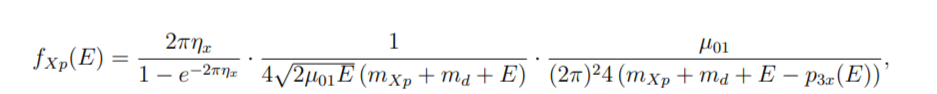 f_{Xp}(E) = \frac{2\pi\eta_x}{1 - e^{-2\pi\eta_x}} \cdot \frac{1}{4\sqrt{2\mu_{01}E}\,(m_{Xp} + m_d + E)} \cdot \frac{\mu_{01}}{(2\pi)^2 4\,(m_{Xp} + m_d + E - p_{3x}(E))},